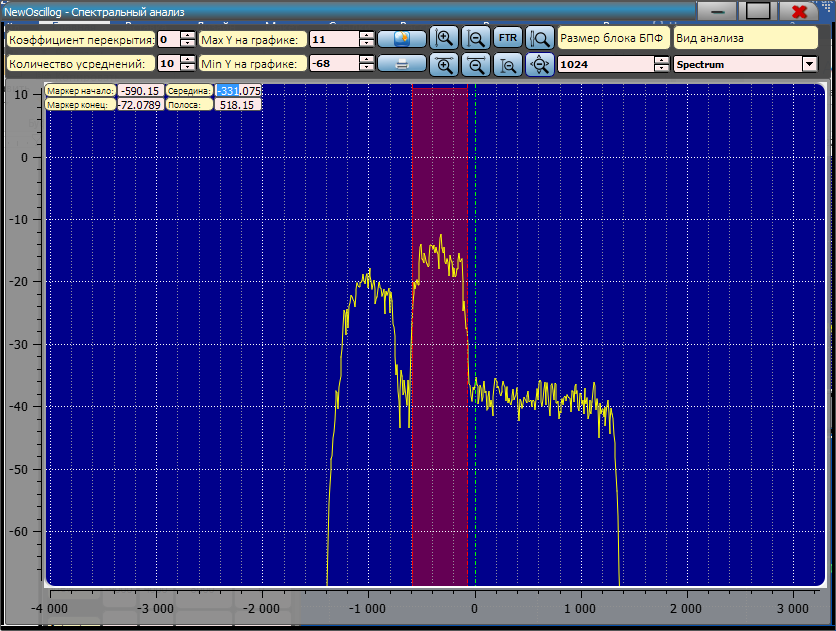 NewOscillog - Спектральный анализ
Коэффициент перекрытия: 0 Max Y на графике: 11 FTR Размер блока БПФ Вид анализа
Количество усреднений: 10 Min Y на графике: -68 1024 Spectrum
Маркер начало: -590.15 Середина: -331.075
Маркер конец: -72.0789 Полоса: 518.15
10
0
-10
-20
-30
-40
-50
-60
-4 000 -3 000 -2 000 -1 000 0 1 000 2 000 3 000